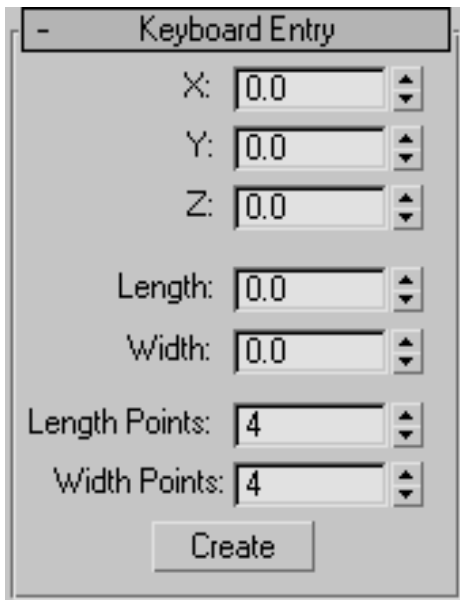 - Keyboard Entry
X: 0.0
Y: 0.0
Z: 0.0
Length: 0.0
Width: 0.0
Length Points: 4
Width Points: 4
Create